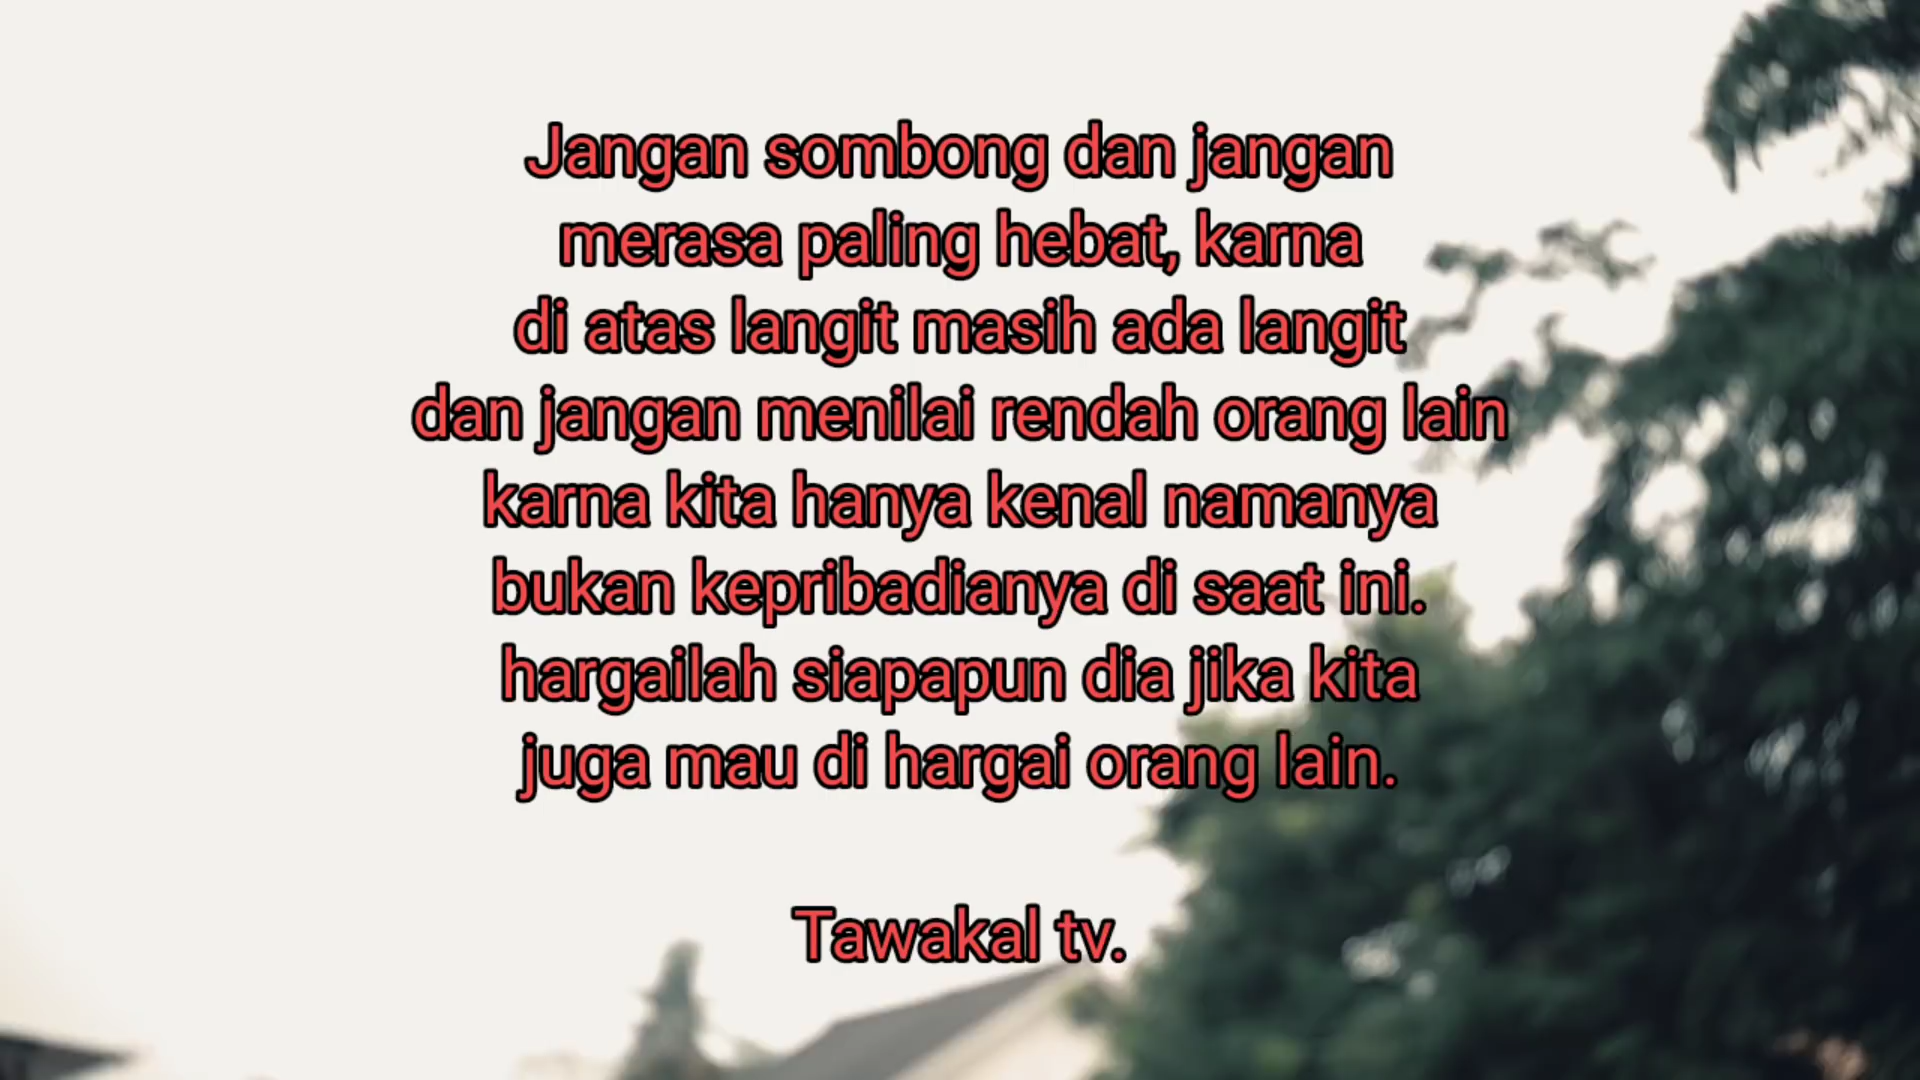 Jangan sombong dan jangan
merasa paling hebat, karna
di atas langit masih ada langit
dan jangan menilai rendah orang lain
karna kita hanya kenal namanya
bukan kepribadianya di saat ini.
hargailah siapapun dia jika kita
juga mau di hargai orang lain.
Tawakal tv.